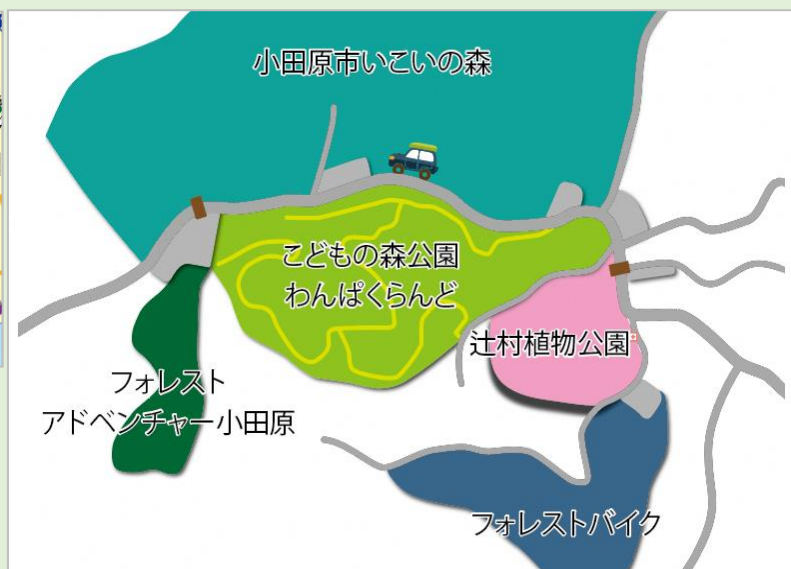 小田原市いこいの森
こどもの森公園
わんぱくらんど
辻村植物公園
フォレスト
アドベンチャー小田原
フォレストバイク